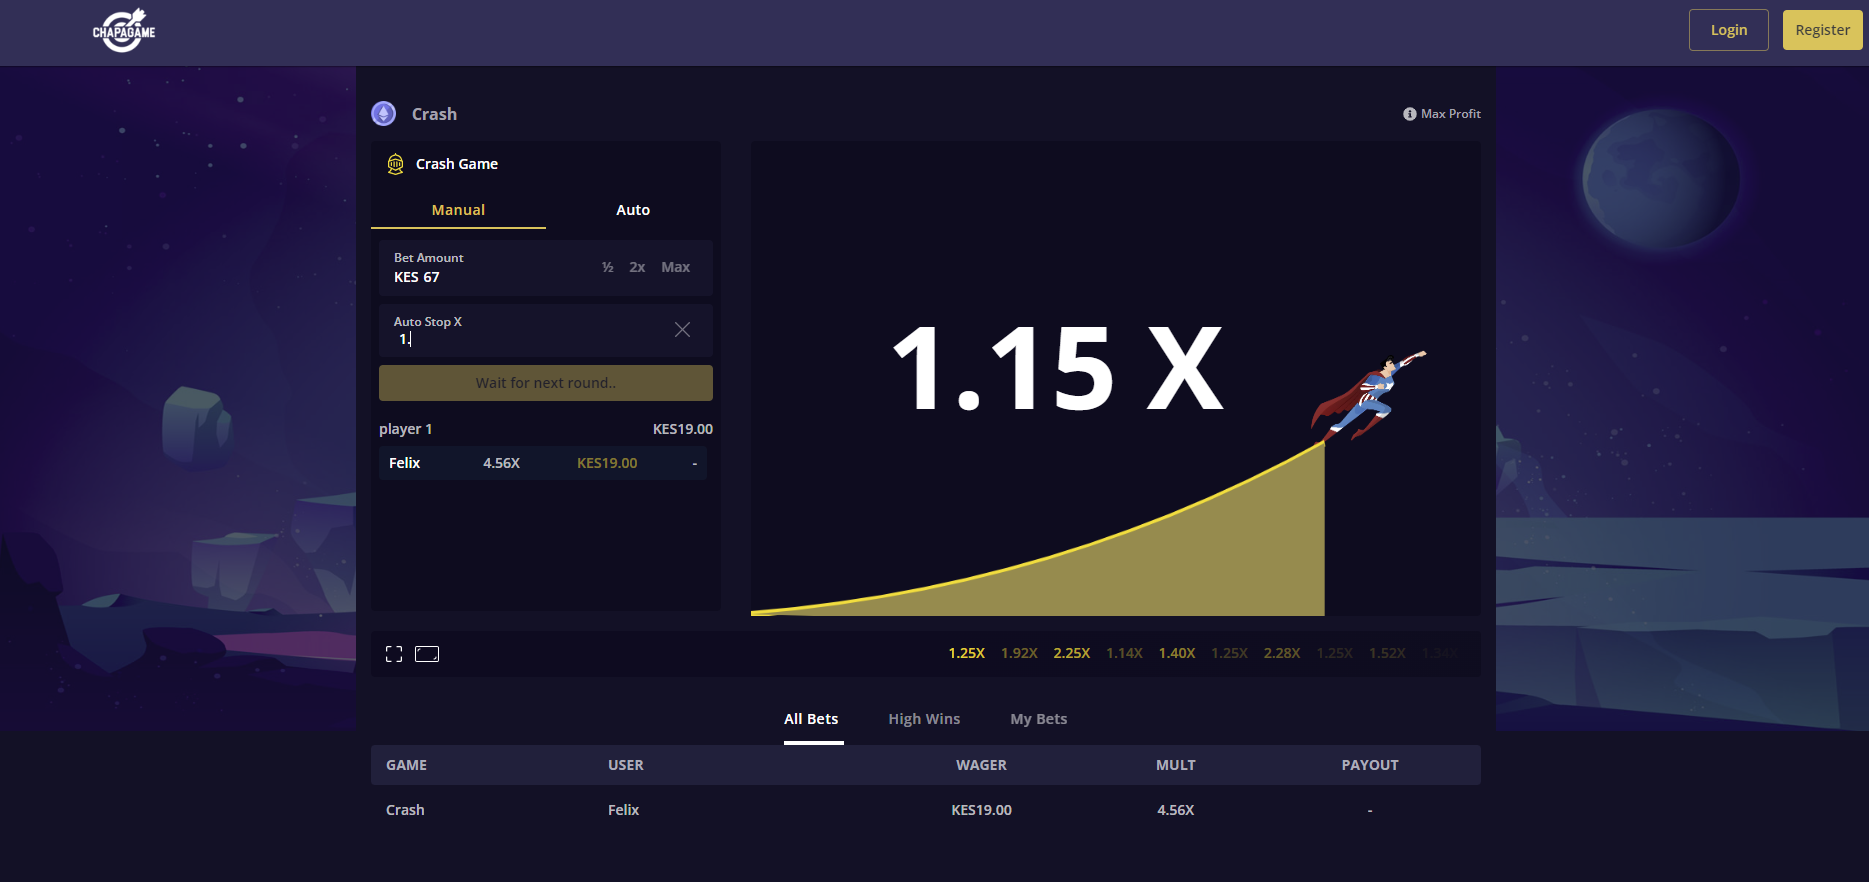 CHAPAGAME
Login
Register
Crash
Max Profit
Crash Game
Manual
Auto
Bet Amount
KES 67
½ 2x Max
Auto Stop X
1.
Wait for next round..
player 1 KES19.00
Felix 4.56X KES19.00 -
1.15 X
1.25X 1.92X 2.25X 1.14X 1.40X 1.25X 2.28X 1.25X 1.52X
All Bets High Wins My Bets
GAME USER WAGER MULT PAYOUT
Crash Felix KES19.00 4.56X -